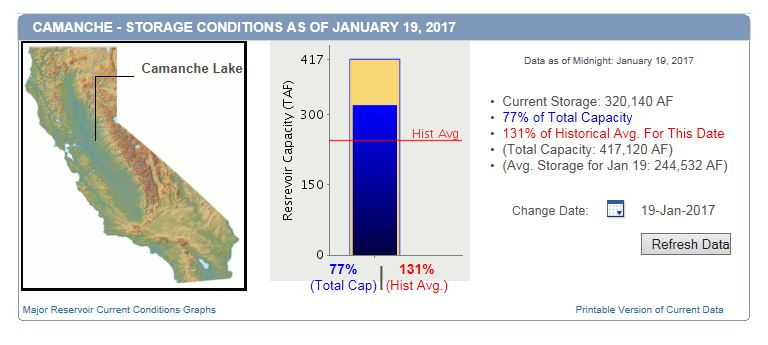 CAMANCHE - STORAGE CONDITIONS AS OF JANUARY 19, 2017
Camanche Lake
Resrevoir Capacity (TAF)
417
300
150
0
Hist Avg
77%
(Total Cap)
131%
(Hist Avg.)
Data as of Midnight: January 19, 2017
• Current Storage: 320,140 AF
• 77% of Total Capacity
• 131% of Historical Avg. For This Date
• (Total Capacity: 417,120 AF)
• (Avg. Storage for Jan 19: 244,532 AF)
Change Date: 19-Jan-2017
Refresh Data
Major Reservoir Current Conditions Graphs
Printable Version of Current Data